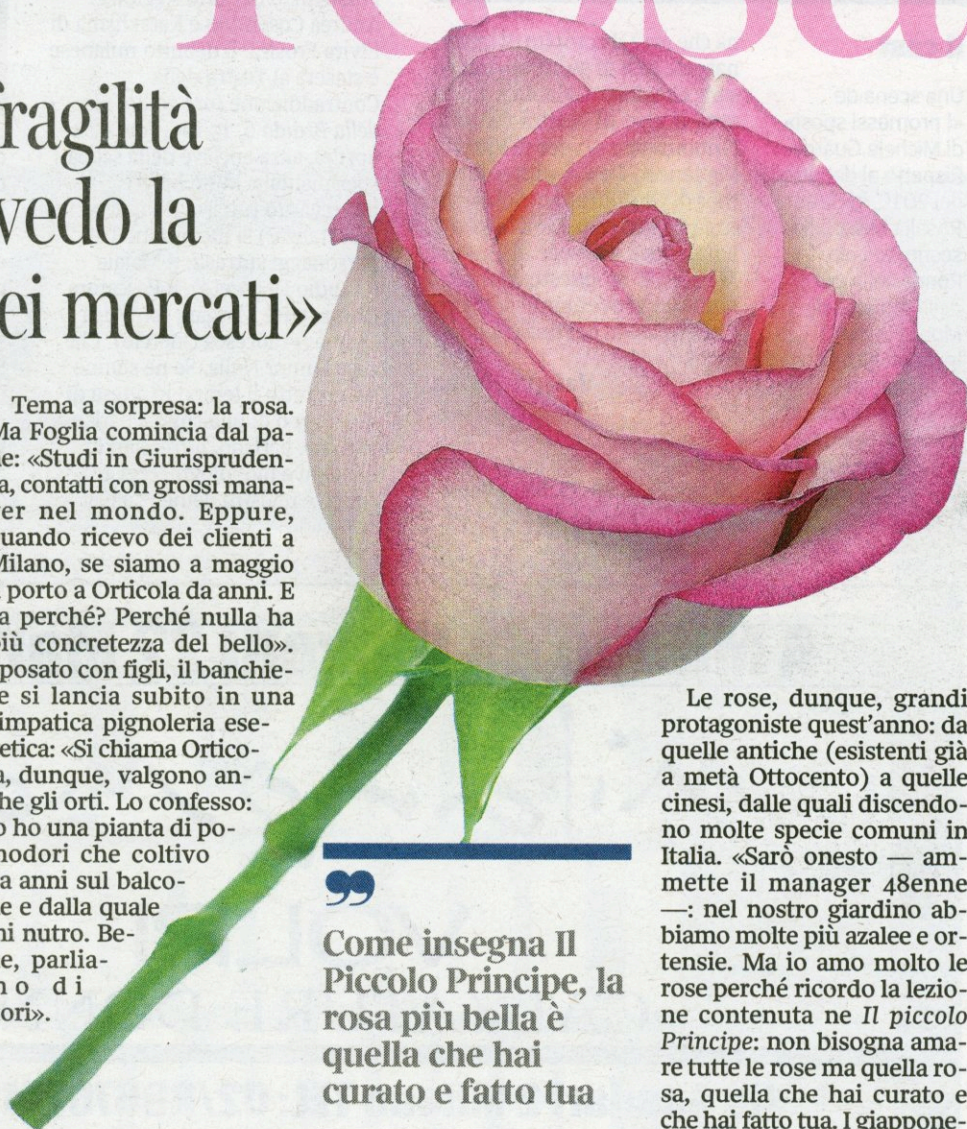 Rosa
fragilità
vedo la
ei mercati»
Tema a sorpresa: la rosa.
Ma Foglia comincia dal pa-
le: «Studi in Giurispruden-
a, contatti con grossi mana-
er nel mondo. Eppure,
uando ricevo dei clienti a
Milano, se siamo a maggio
porto a Orticola da anni. E
a perché? Perché nulla ha
più concretezza del bello».
posato con figli, il banchie-
e si lancia subito in una
impatica pignoleria ese-
etica: «Si chiama Ortico-
a, dunque, valgono an-
he gli orti. Lo confesso:
o ho una pianta di po-
modori che coltivo
a anni sul balco-
e e dalla quale
mi nutro. Be-
e, parlia-
mo di
ori».
”
Come insegna Il
Piccolo Principe, la
rosa più bella è
quella che hai
curato e fatto tua
Le rose, dunque, grandi
protagoniste quest’anno: da
quelle antiche (esistenti già
a metà Ottocento) a quelle
cinesi, dalle quali discendo-
no molte specie comuni in
Italia. «Sarò onesto — am-
mette il manager 48enne
—: nel nostro giardino ab-
biamo molte più azalee e or-
tensie. Ma io amo molto le
rose perché ricordo la lezio-
ne contenuta ne Il piccolo
Principe: non bisogna ama-
re tutte le rose ma quella ro-
sa, quella che hai curato e
che hai fatto tua. I giappone-